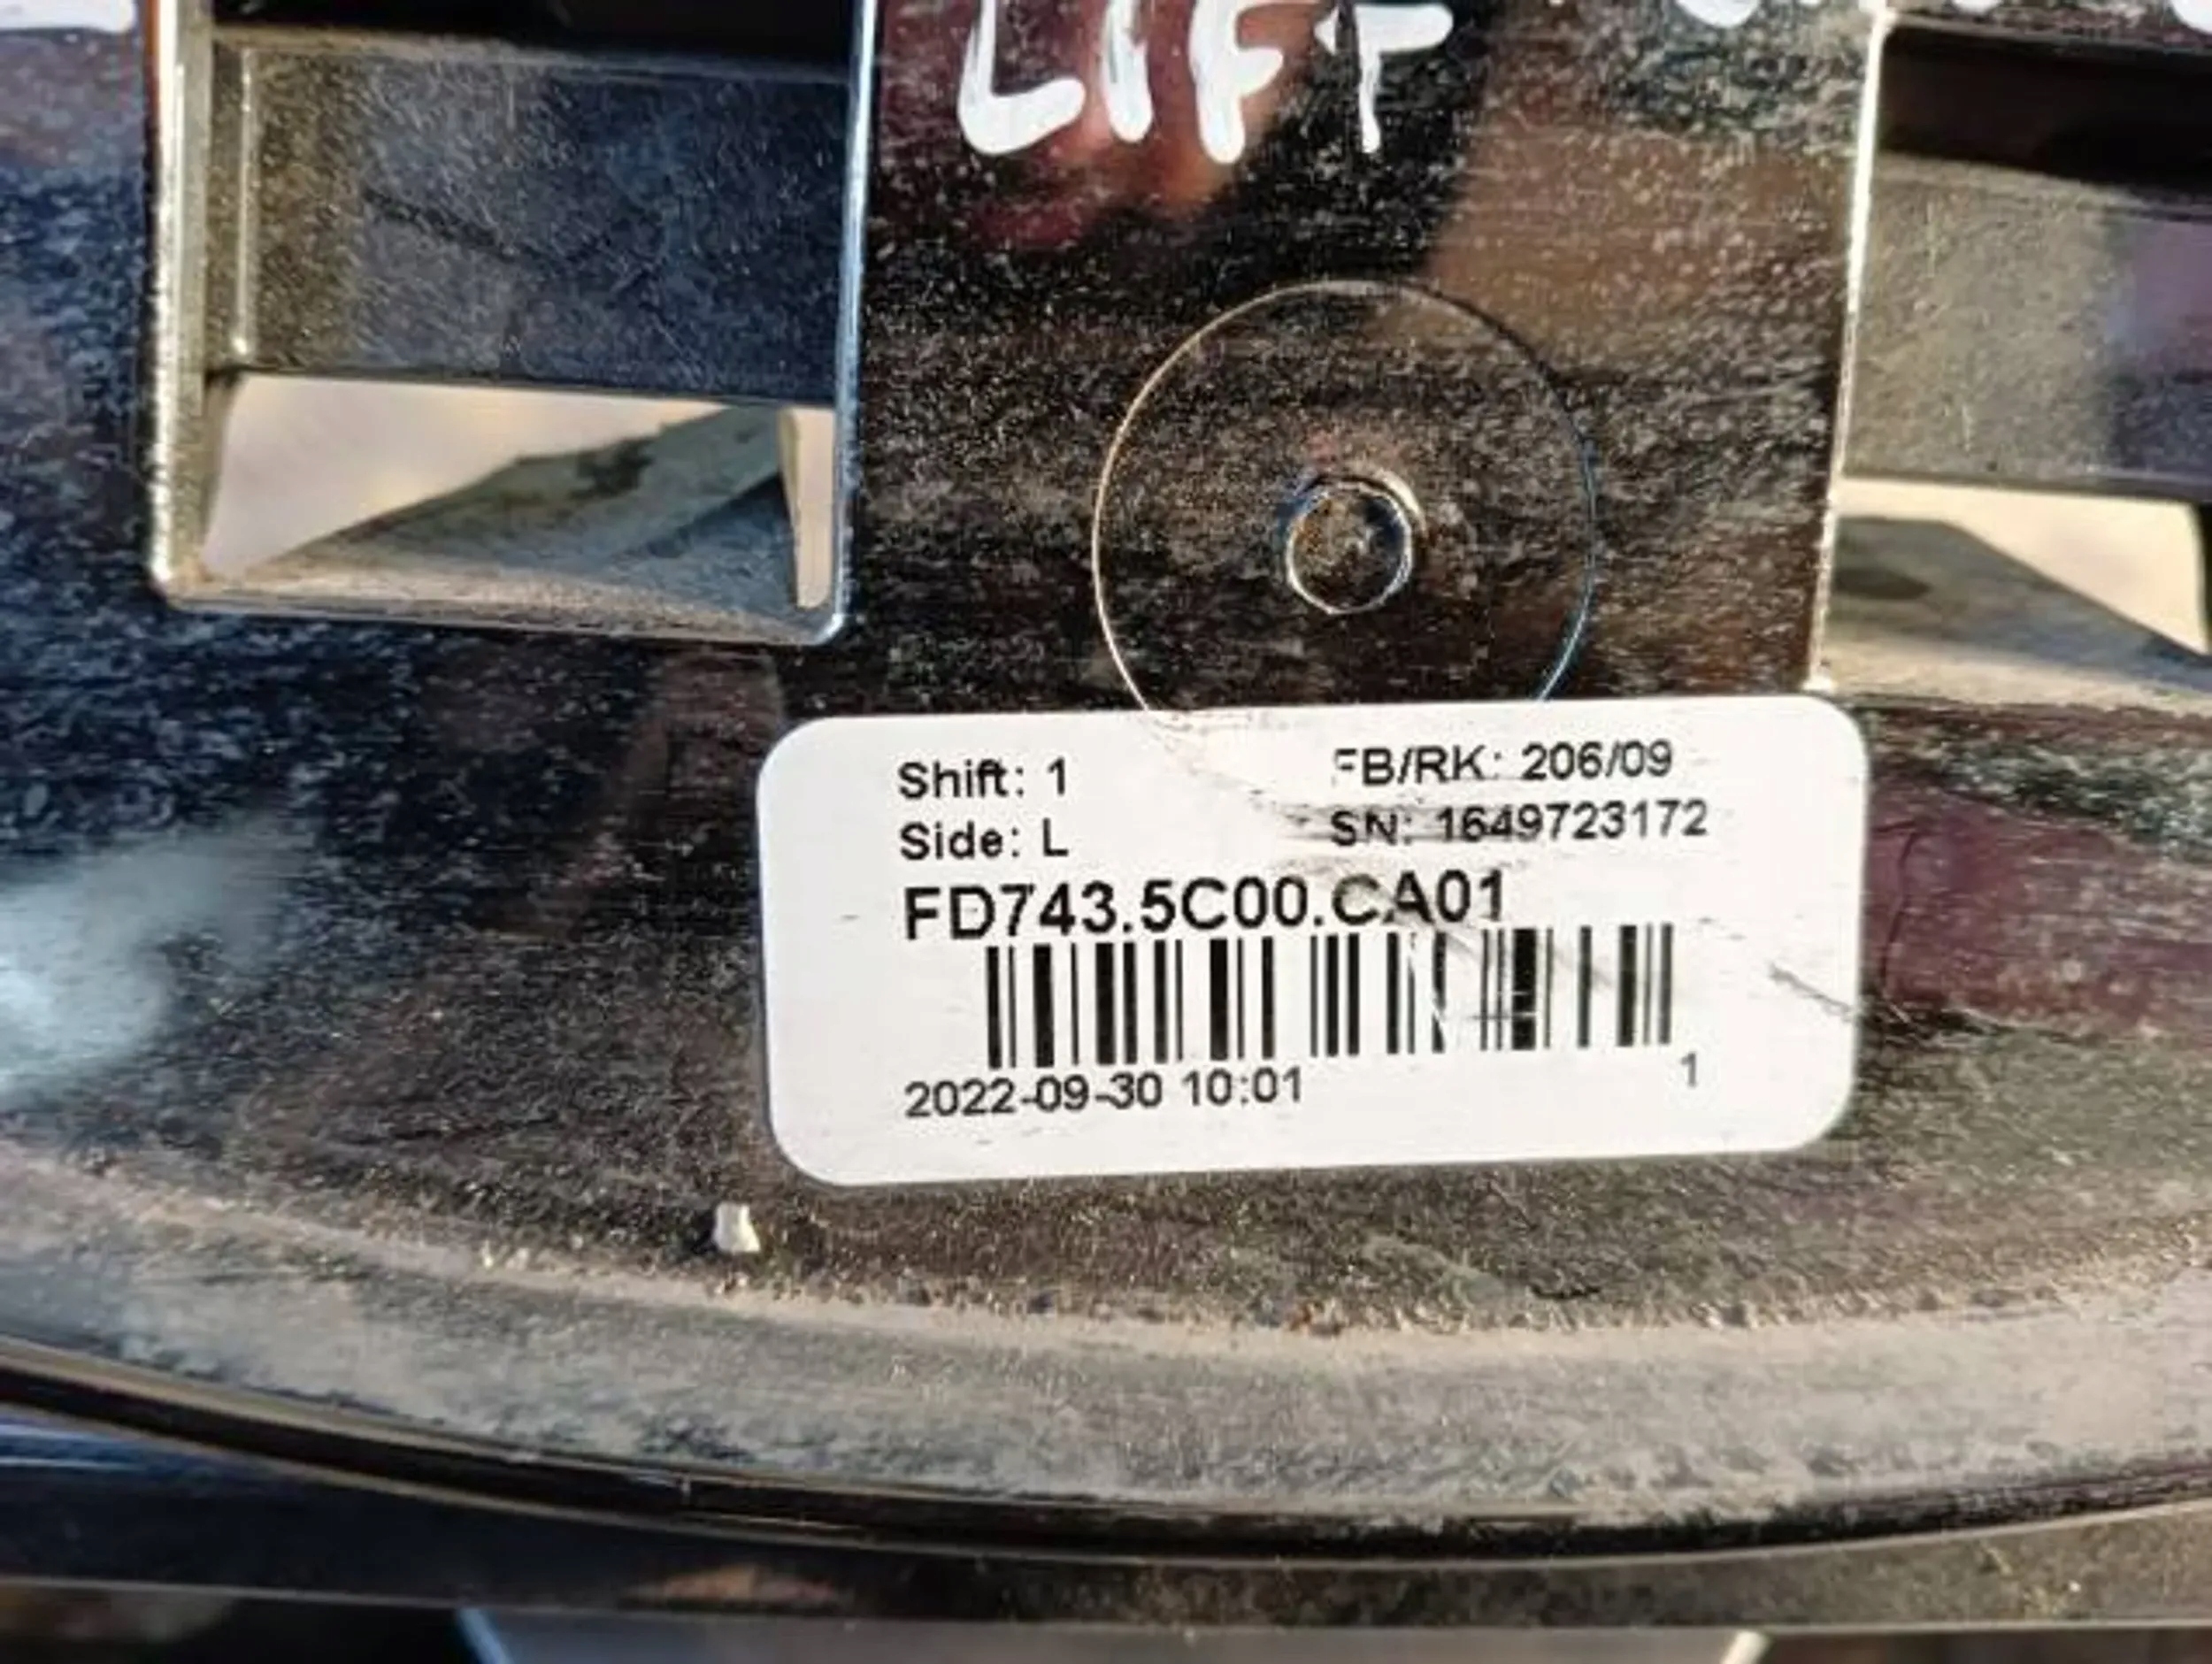 LIFT
Shift: 1
FB/RK: 206/09
Side: L
SN: 1649723172
FD743.5C00.CA01
2022-09-30 10:01
1